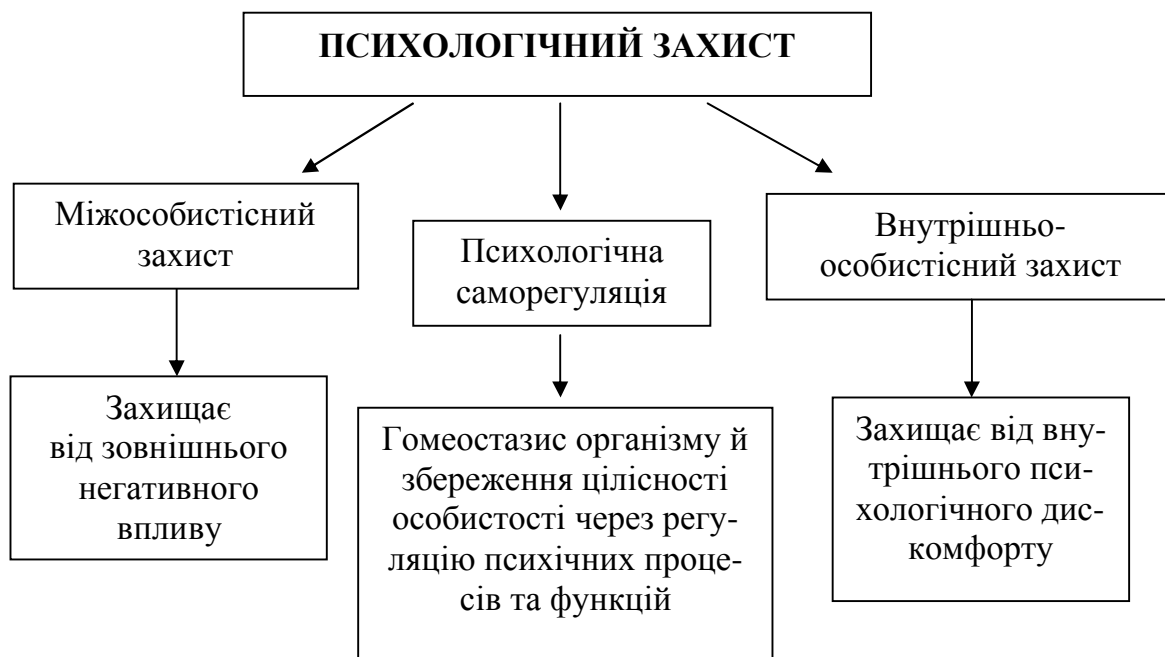 ПСИХОЛОГІЧНИЙ ЗАХИСТ
Міжособистісний
захист
Психологічна
саморегуляція
Внутрішньо-
особистісний захист
Захищає
від зовнішнього
негативного
впливу
Гомеостазис організму й
збереження цілісності
особистості через регу-
ляцію психічних проце-
сів та функцій
Захищає від вну-
трішнього пси-
хологічного дис-
комфорту